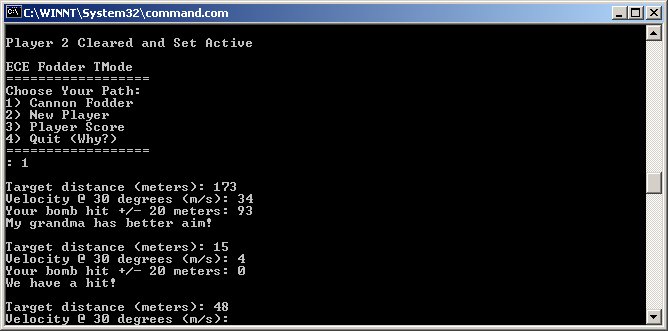 C:\WINNT\System32\command.com
Player 2 Cleared and Set Active
ECE Fodder TMode
==================
Choose Your Path:
1) Cannon Fodder
2) New Player
3) Player Score
4) Quit (Why?)
==================
: 1
Target distance (meters): 173
Velocity @ 30 degrees (m/s): 34
Your bomb hit +/- 20 meters: 93
My grandma has better aim!
Target distance (meters): 15
Velocity @ 30 degrees (m/s): 4
Your bomb hit +/- 20 meters: 0
We have a hit!
Target distance (meters): 48
Velocity @ 30 degrees (m/s):